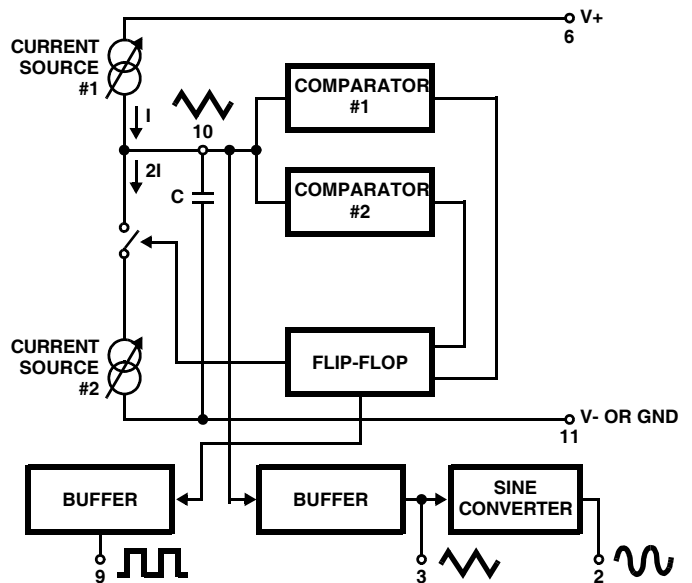 V+
6
CURRENT
SOURCE
#1
I
10
COMPARATOR
#1
2I
C
COMPARATOR
#2
CURRENT
SOURCE
#2
FLIP-FLOP
V- OR GND
11
BUFFER
BUFFER
SINE
CONVERTER
9
3
2